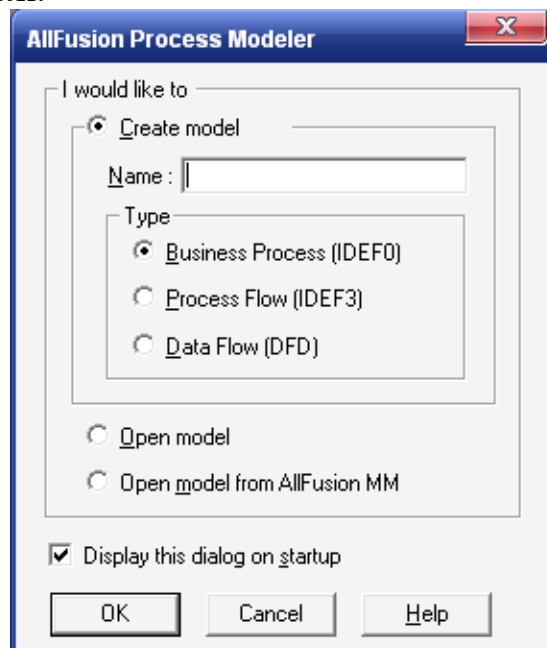 AllFusion Process Modeler
I would like to
Create model
Name :
Type
Business Process (IDEF0)
Process Flow (IDEF3)
Data Flow (DFD)
Open model
Open model from AllFusion MM
Display this dialog on startup
OK Cancel Help